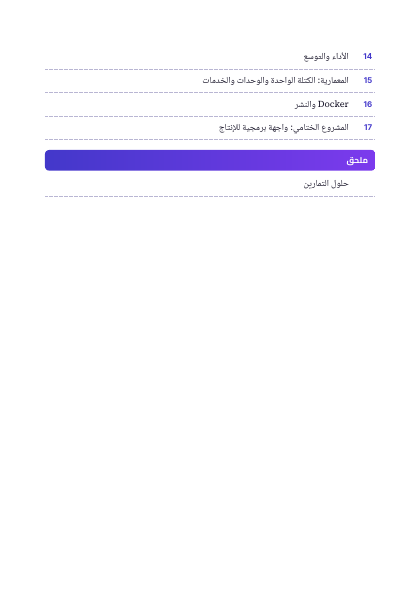 14 الأداء والتوسع
15 المعمارية: الكتلة الواحدة والوحدات والخدمات
16 Docker والنشر
17 المشروع الختامي: واجهة برمجية للإنتاج
ملحق
حلول التمارين